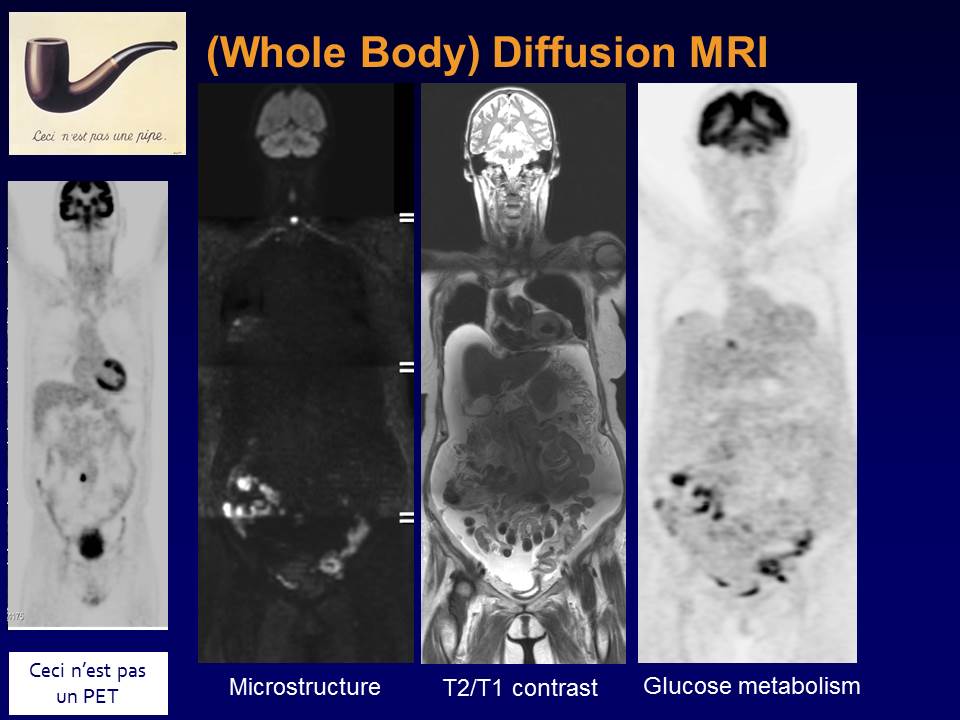 (Whole Body) Diffusion MRI
Ceci n'est pas une pipe.
Ceci n'est pas
un PET
Microstructure
T2/T1 contrast
Glucose metabolism